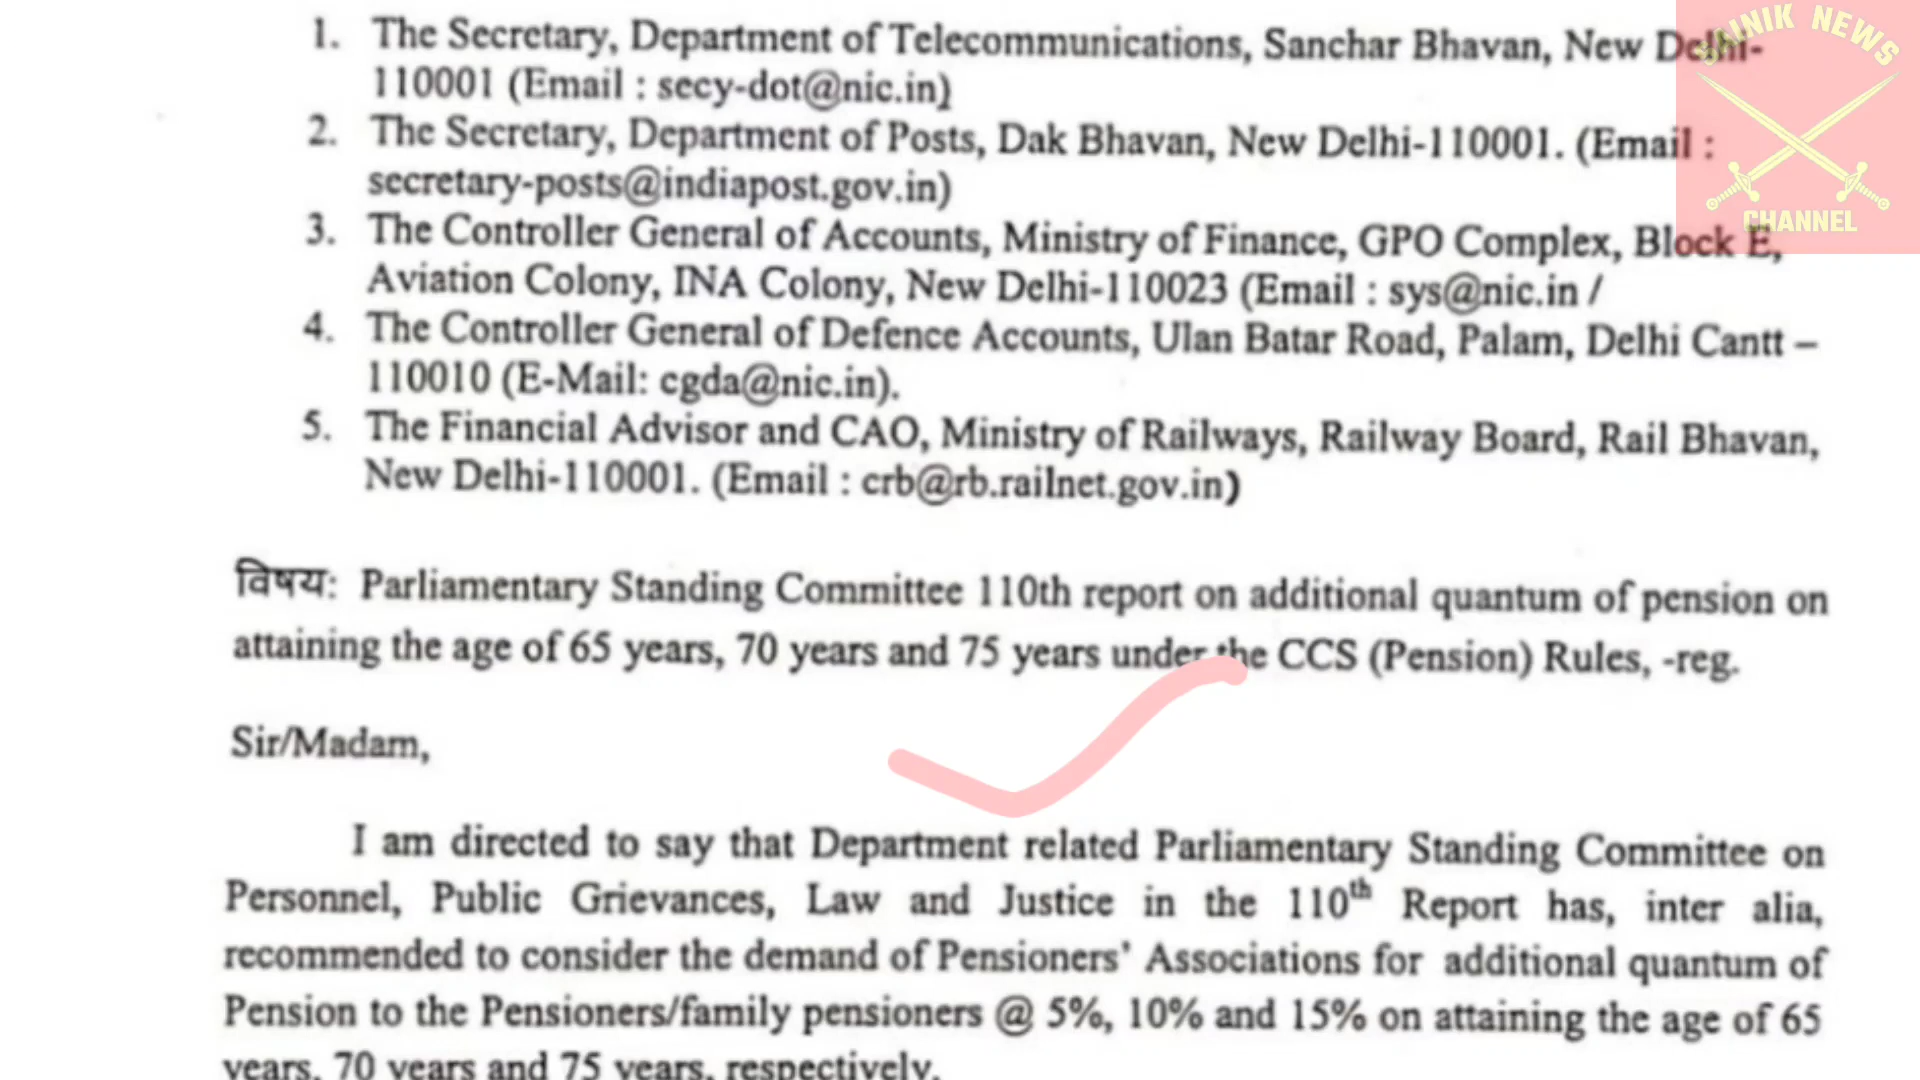 1. The Secretary, Department of Telecommunications, Sanchar Bhavan, New Delhi-
110001 (Email : secy-dot@nic.in)
2. The Secretary, Department of Posts, Dak Bhavan, New Delhi-110001. (Email :
secretary-posts@indiapost.gov.in)
3. The Controller General of Accounts, Ministry of Finance, GPO Complex, Block E,
Aviation Colony, INA Colony, New Delhi-110023 (Email : sys@nic.in /
4. The Controller General of Defence Accounts, Ulan Batar Road, Palam, Delhi Cantt –
110010 (E-Mail: cgda@nic.in).
5. The Financial Advisor and CAO, Ministry of Railways, Railway Board, Rail Bhavan,
New Delhi-110001. (Email : crb@rb.railnet.gov.in)
SAINIK NEWS
CHANNEL
विषय: Parliamentary Standing Committee 110th report on additional quantum of pension on
attaining the age of 65 years, 70 years and 75 years under the CCS (Pension) Rules, -reg.
Sir/Madam,
I am directed to say that Department related Parliamentary Standing Committee on
Personnel, Public Grievances, Law and Justice in the 110th Report has, inter alia,
recommended to consider the demand of Pensioners' Associations for additional quantum of
Pension to the Pensioners/family pensioners @ 5%, 10% and 15% on attaining the age of 65
years, 70 years and 75 years, respectively.